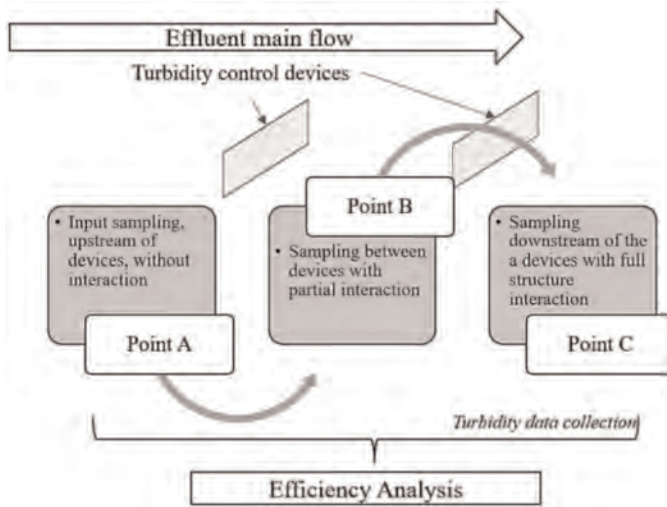 Effluent main flow
Turbidity control devices
• Input sampling,
upstream of
devices, without
interaction
Point A
Point B
• Sampling between
devices with
partial interaction
• Sampling
downstream of the
a devices with full
structure
interaction
Point C
Turbidity data collection
Efficiency Analysis